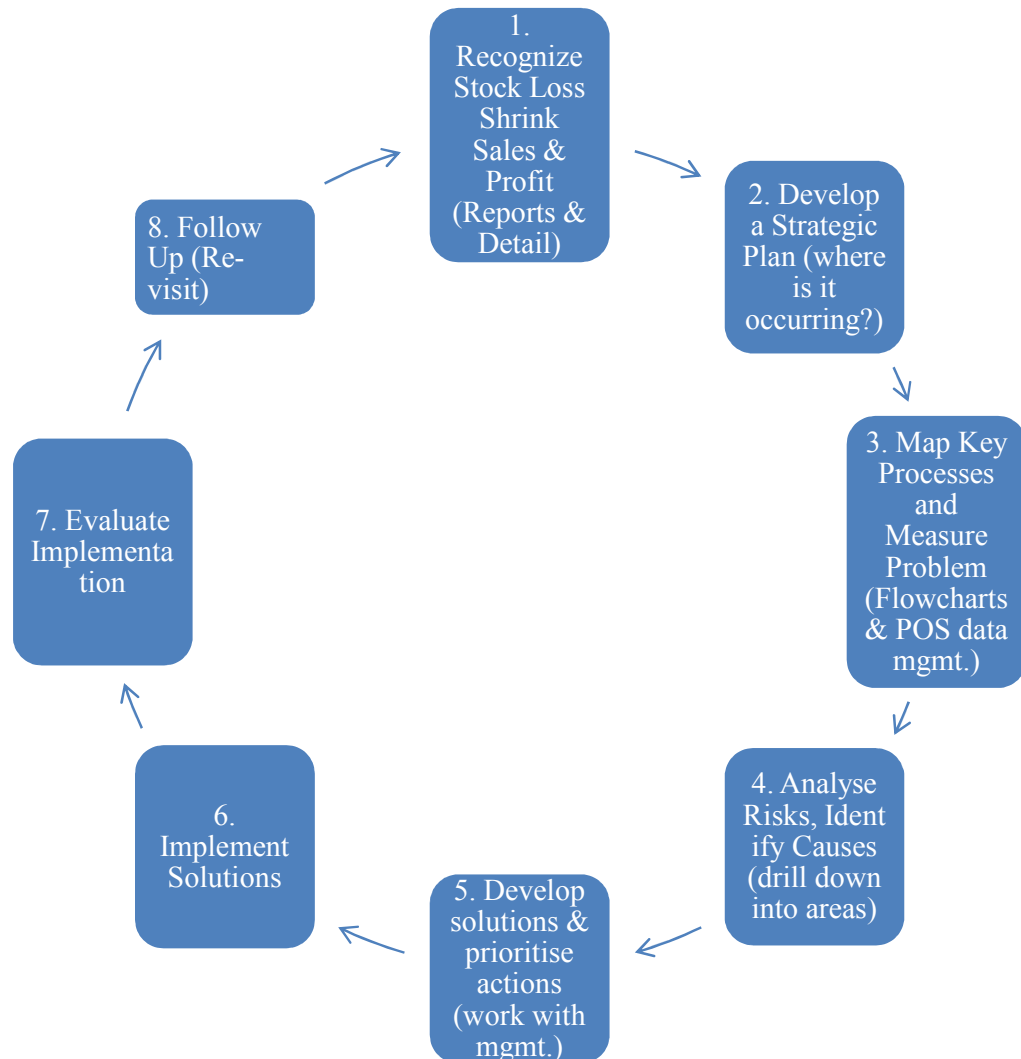 1.
Recognize
Stock Loss
Shrink
Sales &
Profit
(Reports &
Detail)
2. Develop
a Strategic
Plan (where
is it
occurring?)
3. Map Key
Processes
and
Measure
Problem
(Flowcharts
& POS data
mgmt.)
4. Analyse
Risks, Ident
ify Causes
(drill down
into areas)
5. Develop
solutions &
prioritise
actions
(work with
mgmt.)
6.
Implement
Solutions
7. Evaluate
Implementa
tion
8. Follow
Up (Re-
visit)